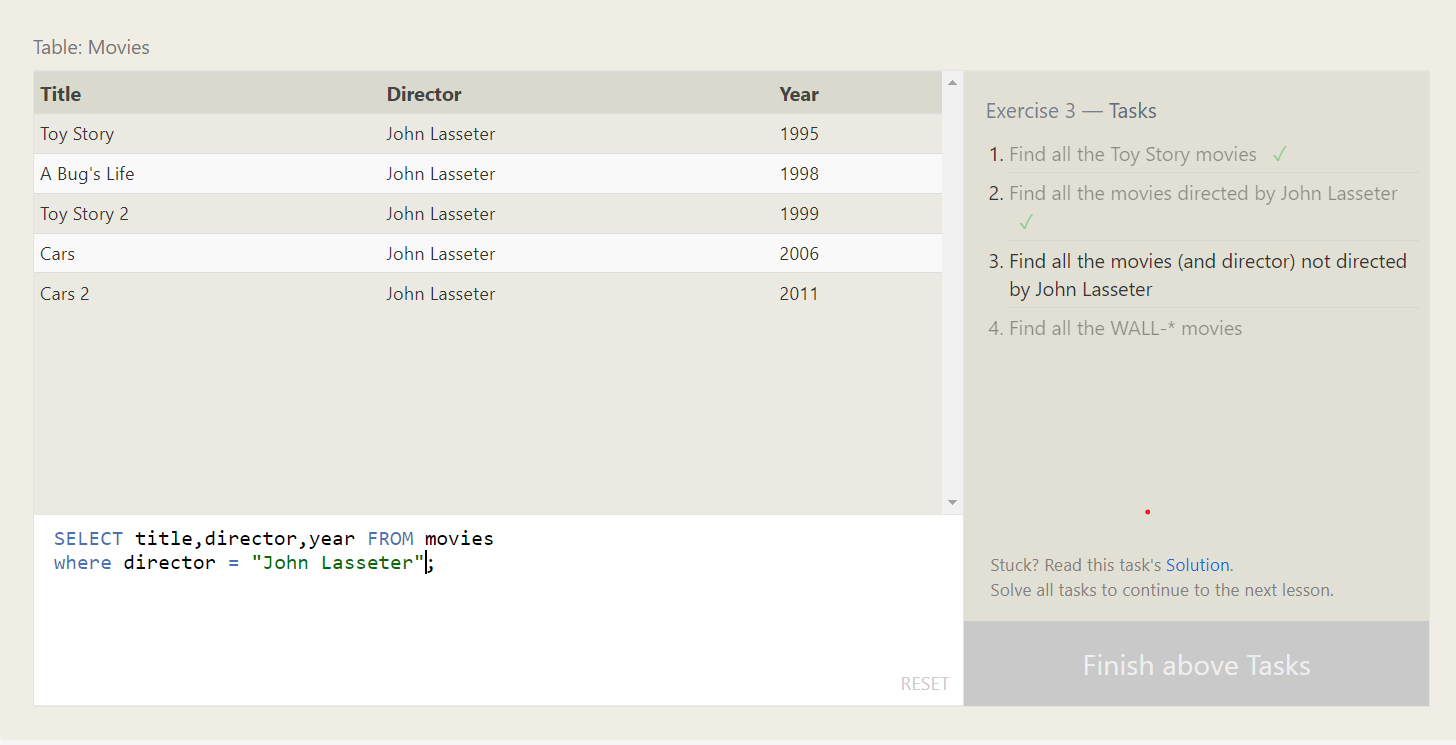 Table: Movies
Title Director Year
Toy Story John Lasseter 1995
A Bug's Life John Lasseter 1998
Toy Story 2 John Lasseter 1999
Cars John Lasseter 2006
Cars 2 John Lasseter 2011
SELECT title,director,year FROM movies
where director = "John Lasseter";
RESET
Exercise 3 — Tasks
1. Find all the Toy Story movies ✓
2. Find all the movies directed by John Lasseter
✓
3. Find all the movies (and director) not directed
by John Lasseter
4. Find all the WALL-* movies
Stuck? Read this task's Solution.
Solve all tasks to continue to the next lesson.
Finish above Tasks